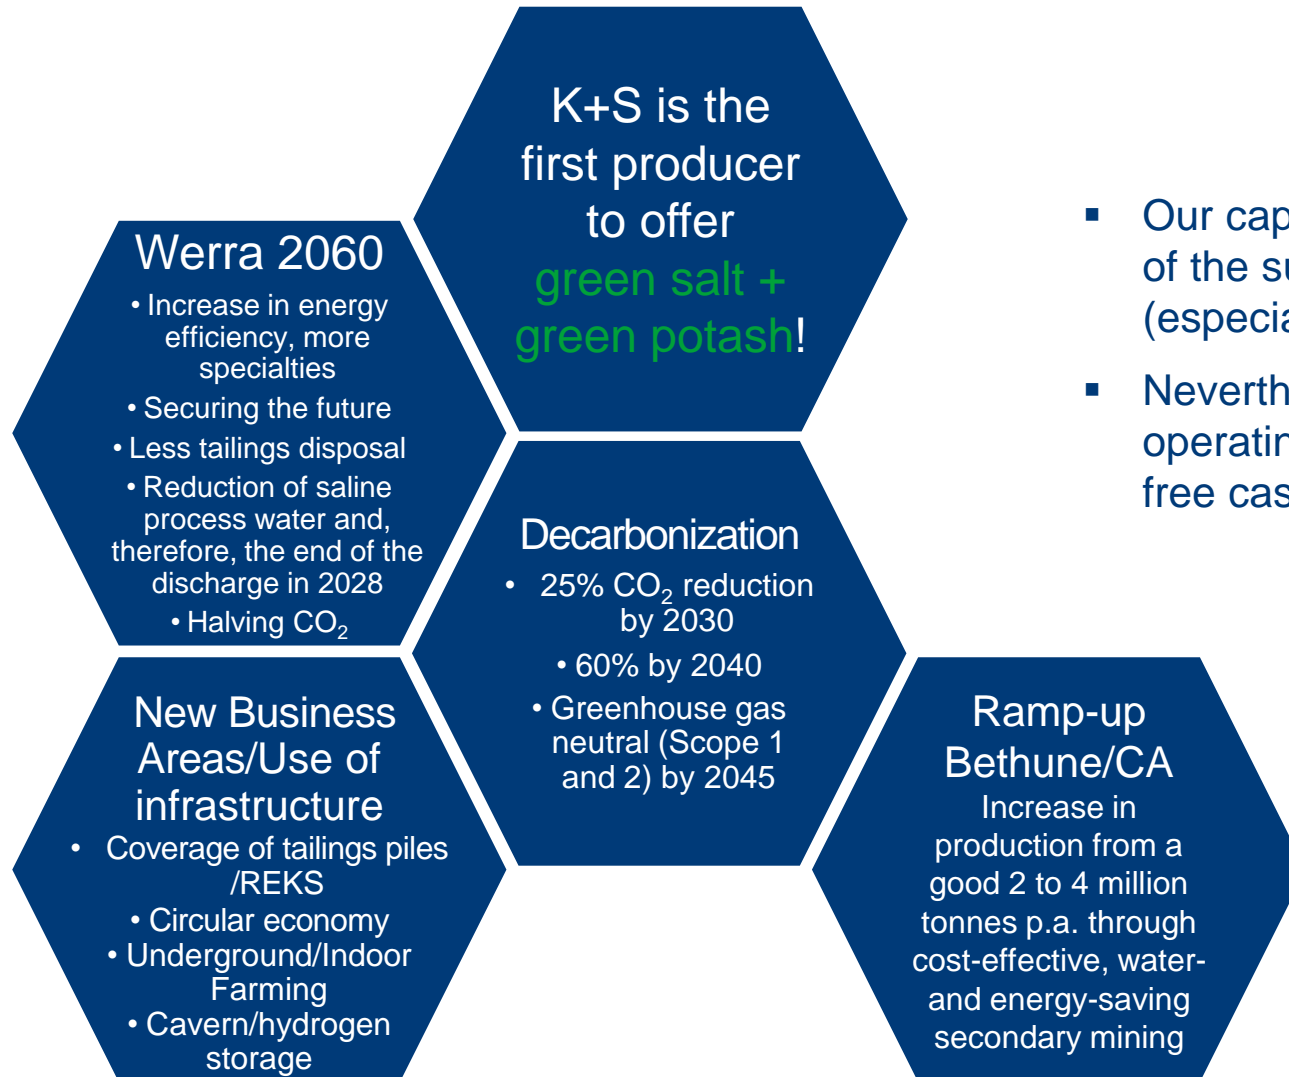 K+S is the
first producer
to offer
green salt +
green potash!
Werra 2060
• Increase in energy
efficiency, more
specialties
• Securing the future
• Less tailings disposal
• Reduction of saline
process water and,
therefore, the end of the
discharge in 2028
• Halving CO₂
Decarbonization
• 25% CO₂ reduction
by 2030
• 60% by 2040
• Greenhouse gas
neutral (Scope 1
and 2) by 2045
New Business
Areas/Use of
infrastructure
• Coverage of tailings piles
/REKS
• Circular economy
• Underground/Indoor
Farming
• Cavern/hydrogen
storage
Ramp-up
Bethune/CA
Increase in
production from a
good 2 to 4 million
tonnes p.a. through
cost-effective, water-
and energy-saving
secondary mining
▪ Our cap
of the su
(especia
▪ Neverth
operatin
free cas